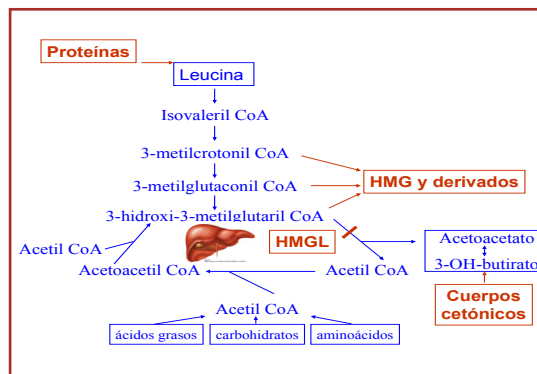 Proteínas
Leucina
Isovaleril CoA
3-metilcrotonil CoA
3-metilglutaconil CoA
HMG y derivados
3-hidroxi-3-metilglutaril CoA
HMGL
Acetil CoA
Acetoacetil CoA
Acetil CoA
Acetoacetato
3-OH-butirato
Cuerpos
cetónicos
Acetil CoA
ácidos grasos
carbohidratos
aminoácidos